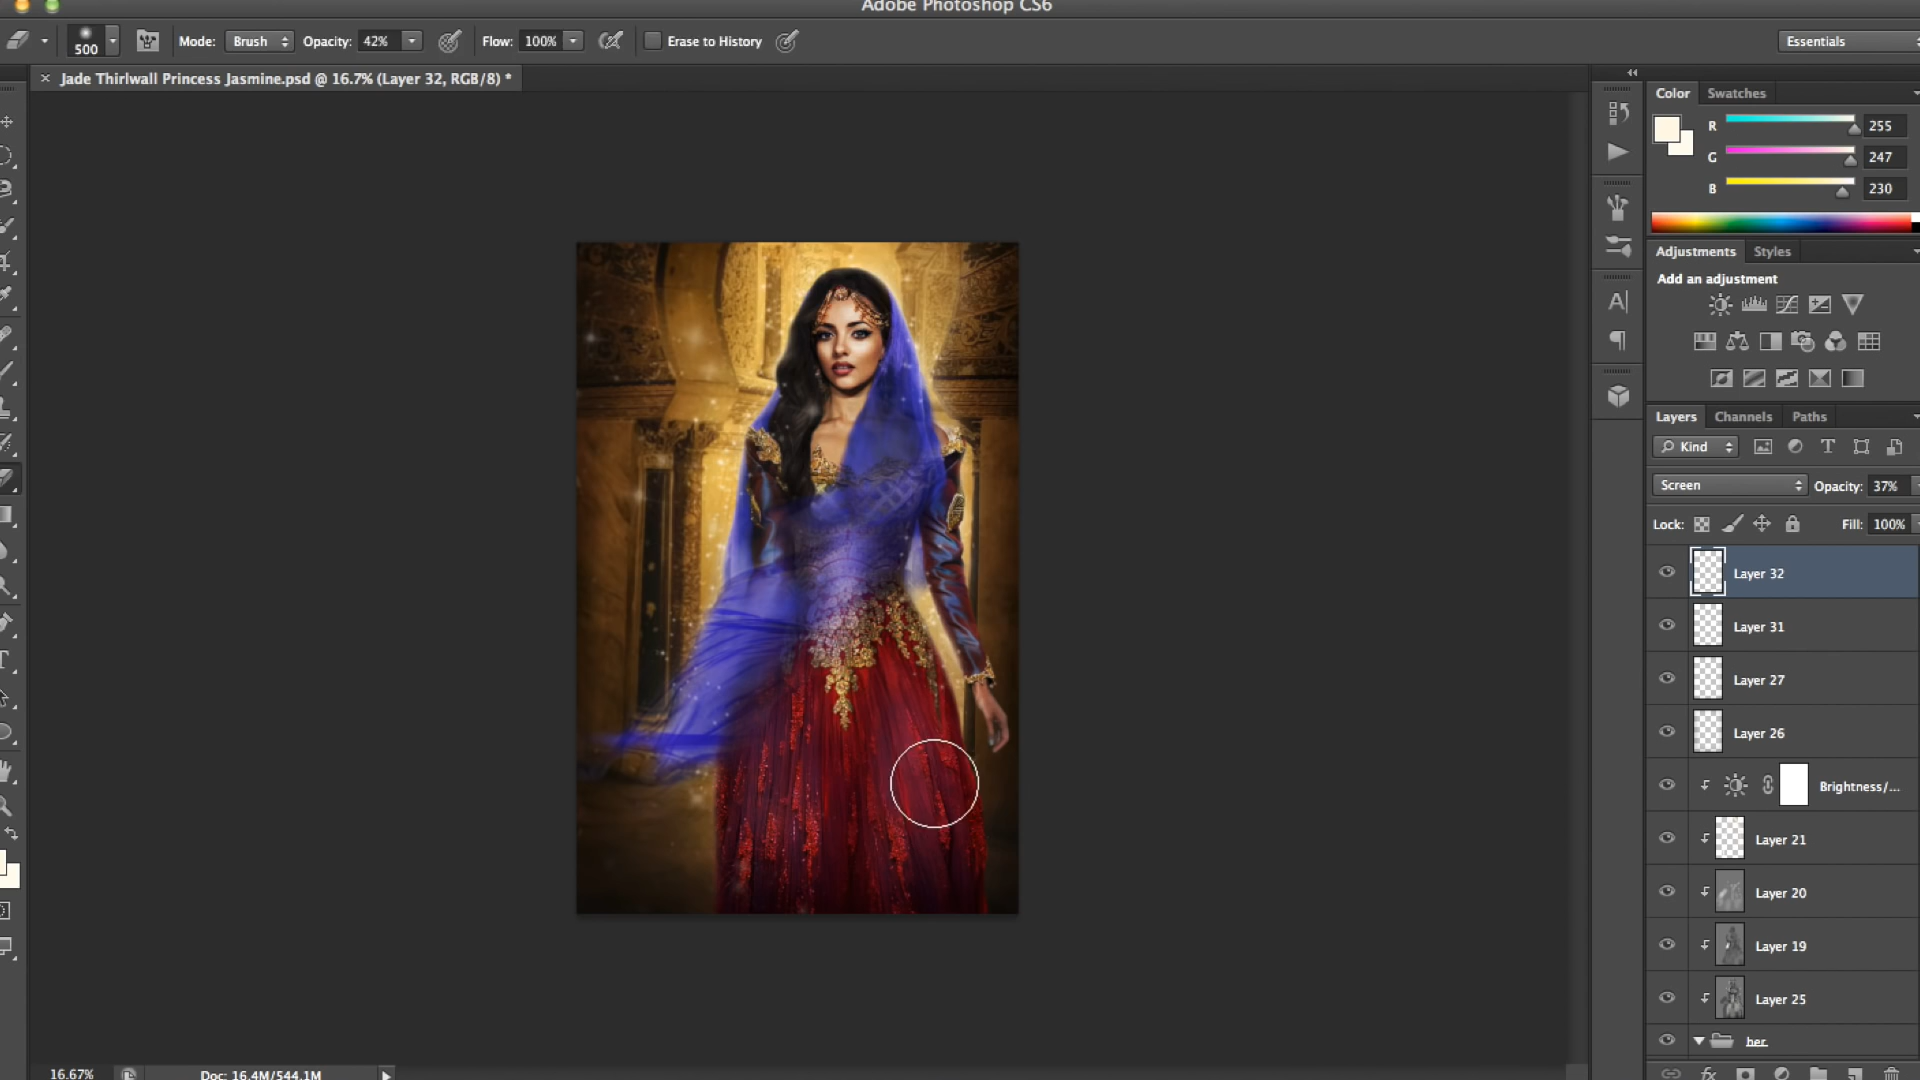 Adobe Photoshop CS6
500 Mode: Brush Opacity: 42% Flow: 100% Erase to History Essentials
× Jade Thirlwall Princess Jasmine.psd @ 16.7% (Layer 32, RGB/8) *
Color Swatches
R 255
G 247
B 230
Adjustments Styles
Add an adjustment
Layers Channels Paths
Kind T
Screen Opacity: 37%
Lock: Fill: 100%
Layer 32
Layer 31
Layer 27
Layer 26
Brightness/...
Layer 21
Layer 20
Layer 19
Layer 25
her
16.67% Doc: 16.4M/544.1M fx